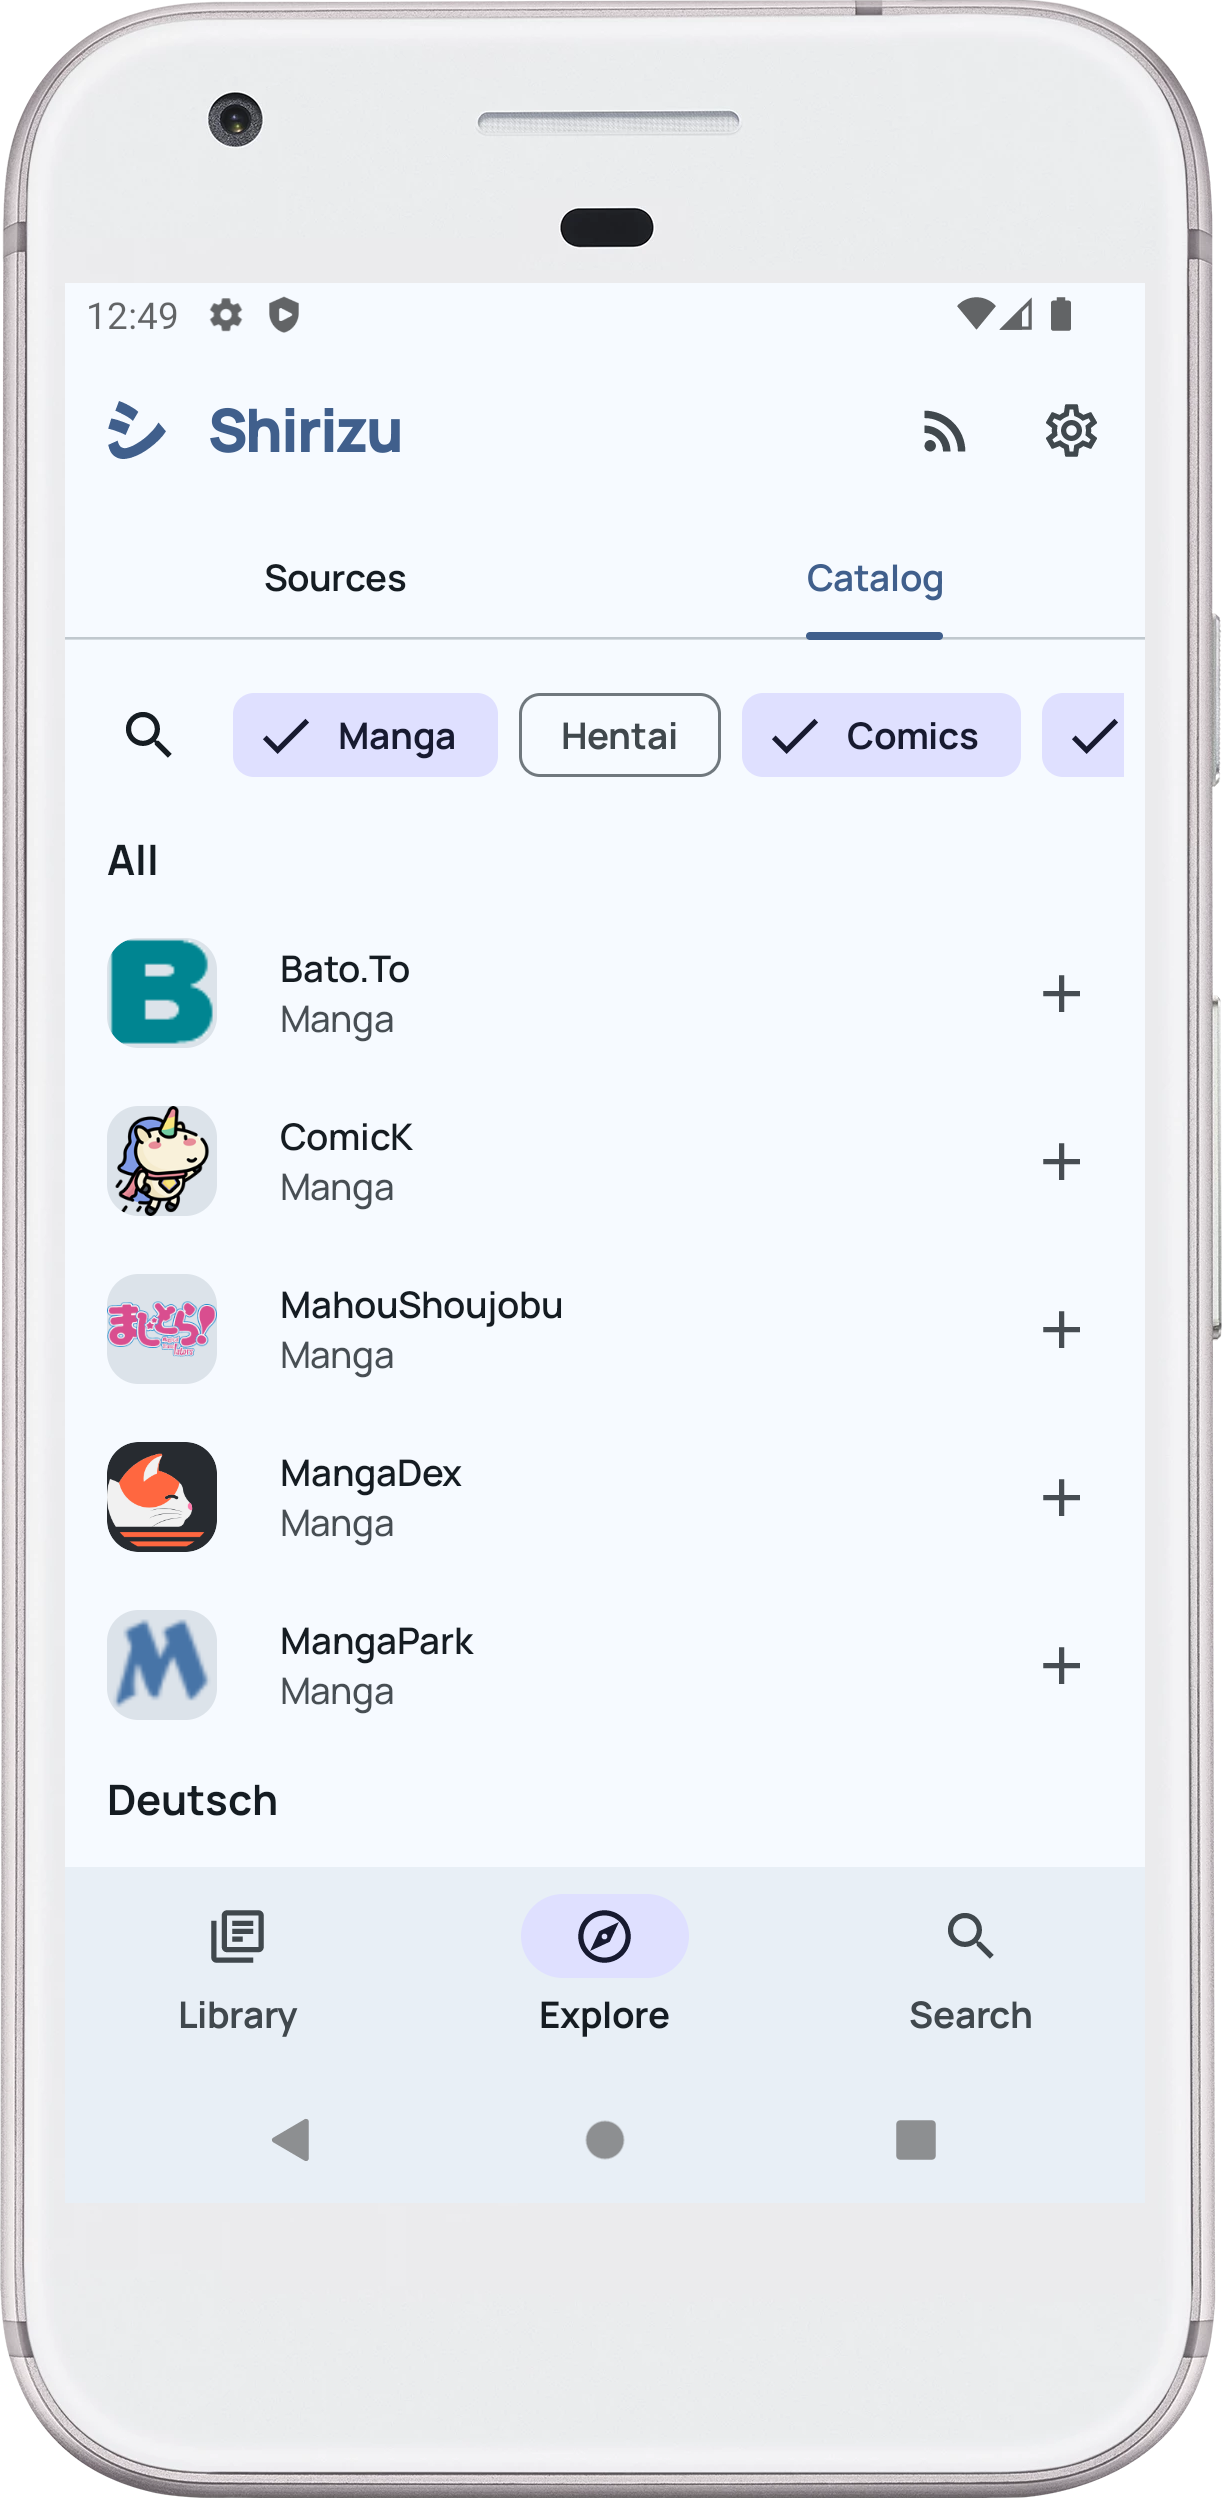 12:49
シ Shirizu
Sources Catalog
Manga Hentai Comics
All
Bato.To
Manga
ComicK
Manga
まじとら!
MahouShoujobu
Manga
MangaDex
Manga
MangaPark
Manga
Deutsch
Library Explore Search